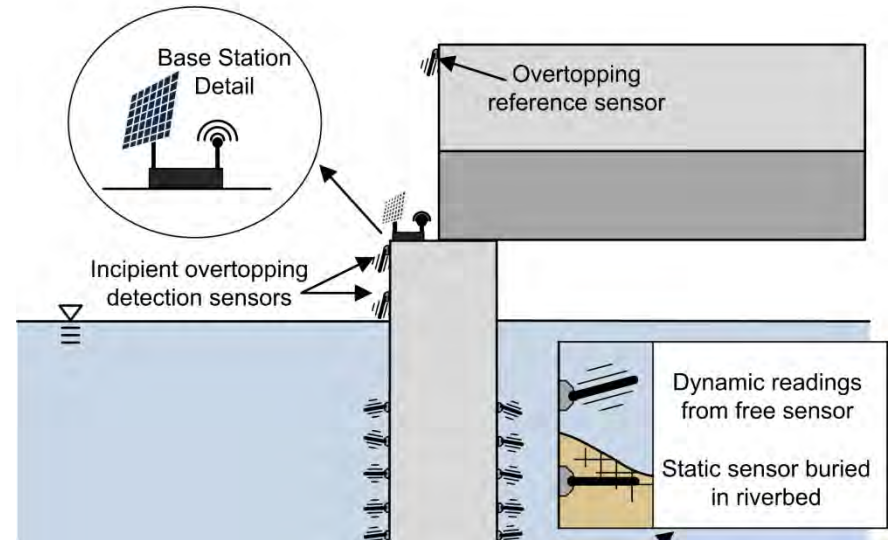 Base Station
Detail
Overtopping
reference sensor
Incipient overtopping
detection sensors
Dynamic readings
from free sensor
Static sensor buried
in riverbed